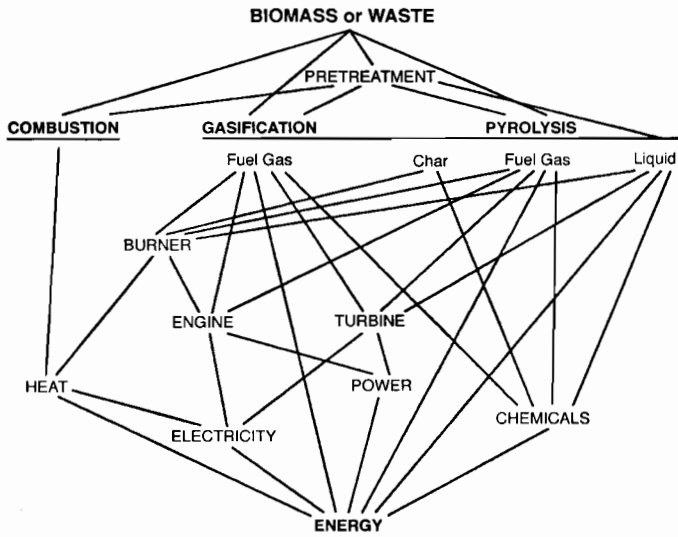 BIOMASS or WASTE
PRETREATMENT
COMBUSTION GASIFICATION PYROLYSIS
Fuel Gas Char Fuel Gas Liquid
BURNER
ENGINE TURBINE
HEAT POWER
CHEMICALS
ELECTRICITY
ENERGY